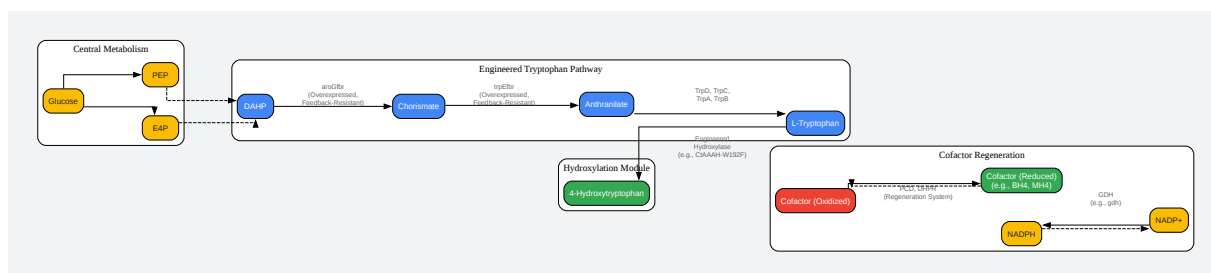 Central Metabolism
PEP
Glucose
E4P
Engineered Tryptophan Pathway
DAHP
aroGfbr
(Overexpressed,
Feedback-Resistant)
Chorismate
trpEfbr
(Overexpressed,
Feedback-Resistant)
Anthranilate
TrpD, TrpC,
TrpA, TrpB
L-Tryptophan
Engineered
Hydroxylase
(e.g., CtAAAH-W192F)
Hydroxylation Module
4-Hydroxytryptophan
Cofactor Regeneration
Cofactor (Oxidized)
PCD, DHPR
(Regeneration System)
Cofactor (Reduced)
(e.g., BH4, MH4)
GDH
(e.g., gdh)
NADP+
NADPH